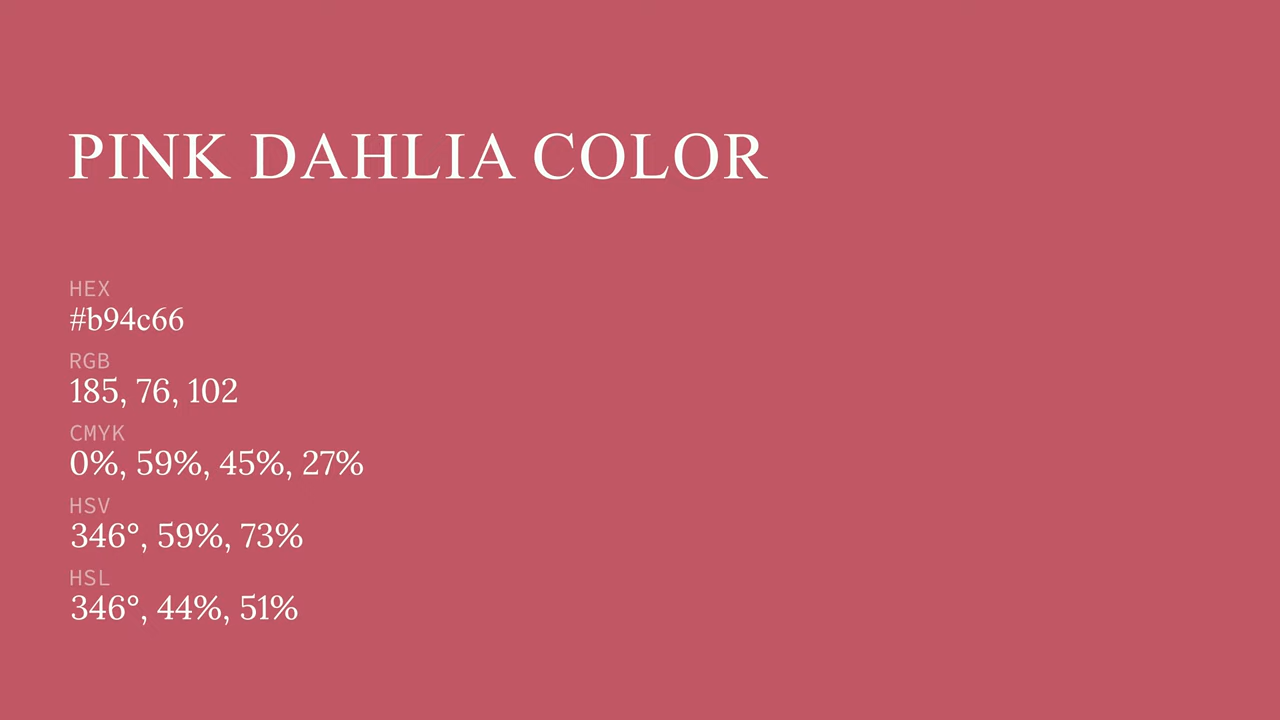 PINK DAHLIA COLOR
HEX
#b94c66
RGB
185, 76, 102
CMYK
0%, 59%, 45%, 27%
HSV
346°, 59%, 73%
HSL
346°, 44%, 51%